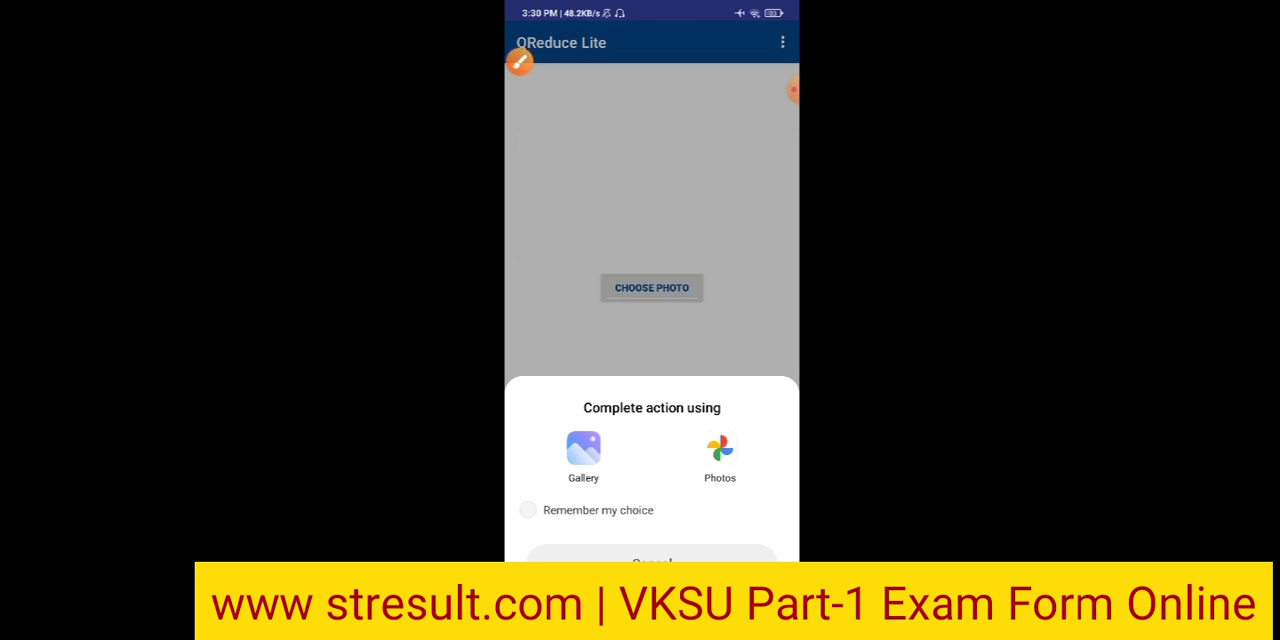 3:30 PM | 48.2KB/s
QReduce Lite
CHOOSE PHOTO
Complete action using
Gallery Photos
Remember my choice
Cancel
www stresult.com | VKSU Part-1 Exam Form Online